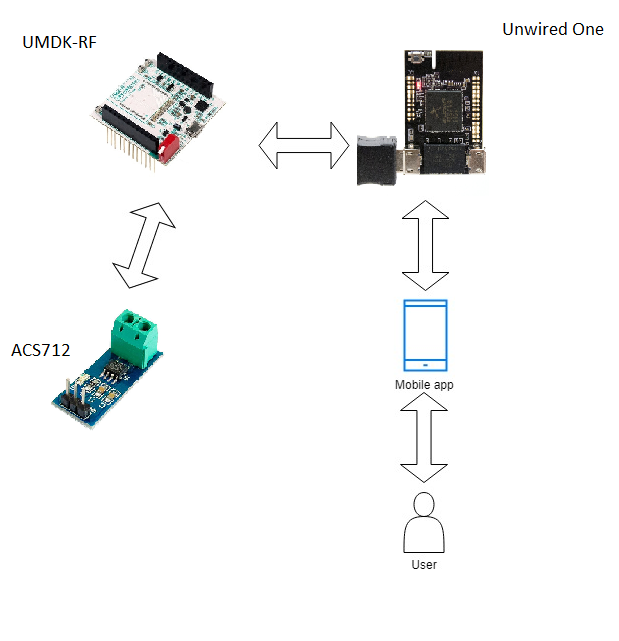 UMDK-RF
Unwired One
ACS712
Mobile app
User